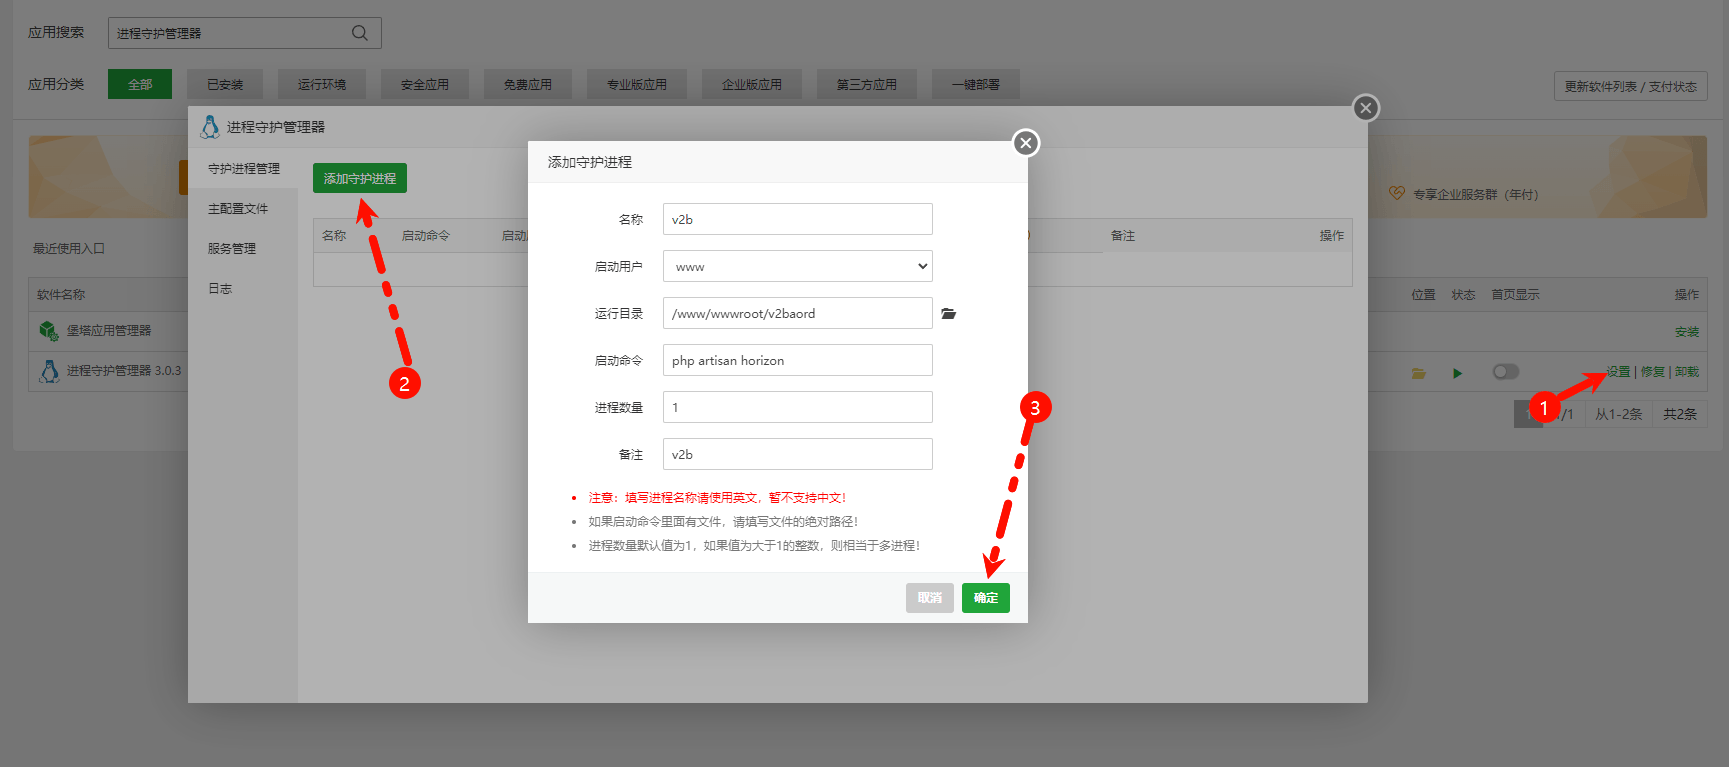 应用搜索
进程守护管理器
应用分类
全部
已安装
运行环境
安全应用
免费应用
专业版应用
企业版应用
第三方应用
一键部署
更新软件列表 / 支付状态
进程守护管理器
守护进程管理
主配置文件
服务管理
日志
添加守护进程
名称
启动命令
备注
操作
添加守护进程
名称
v2b
启动用户
www
运行目录
/www/wwwroot/v2baord
启动命令
php artisan horizon
进程数量
1
备注
v2b
注意：填写进程名称请使用英文，暂不支持中文！
如果启动命令里面有文件，请填写文件的绝对路径！
进程数量默认值为1，如果值为大于1的整数，则相当于多进程！
取消
确定
专享企业服务群（年付）
最近使用入口
软件名称
位置
状态
首页显示
操作
堡塔应用管理器
安装
进程守护管理器 3.0.3
设置 | 修复 | 卸载
/1
从1-2条
共2条
1
2
3